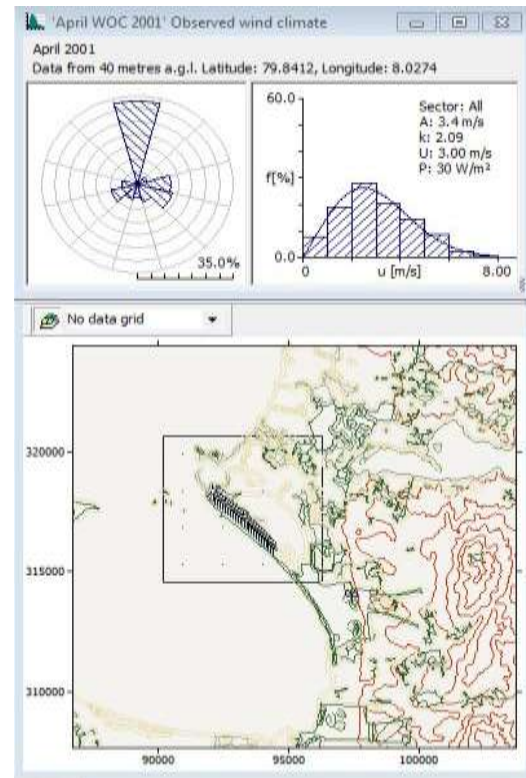 'April WOC 2001' Observed wind climate
April 2001
Data from 40 metres a.g.l. Latitude: 79.8412, Longitude: 8.0274
35.0%
60.0
f[%]
0.0
0
u [m/s]
8.00
Sector: All
A: 3.4 m/s
k: 2.09
U: 3.00 m/s
P: 30 W/m²
No data grid
320000
315000
310000
90000
95000
100000